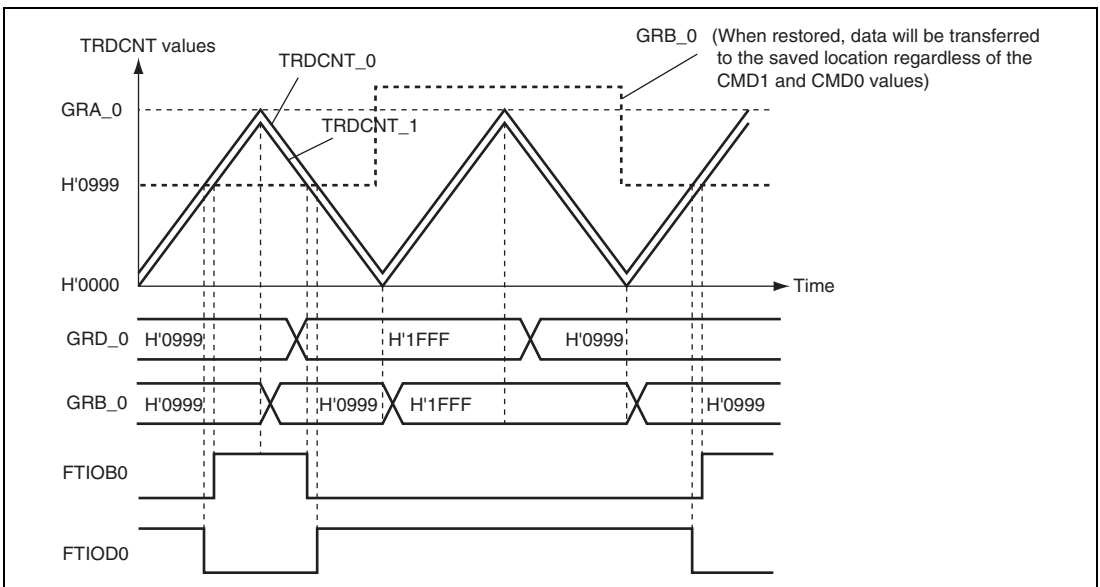 TRDCNT values
TRDCNT_0
GRB_0 (When restored, data will be transferred
to the saved location regardless of the
CMD1 and CMD0 values)
GRA_0
TRDCNT_1
H'0999
H'0000
Time
GRD_0 H'0999 H'1FFF H'0999
GRB_0 H'0999 H'0999 H'1FFF H'0999
FTIOB0
FTIOD0